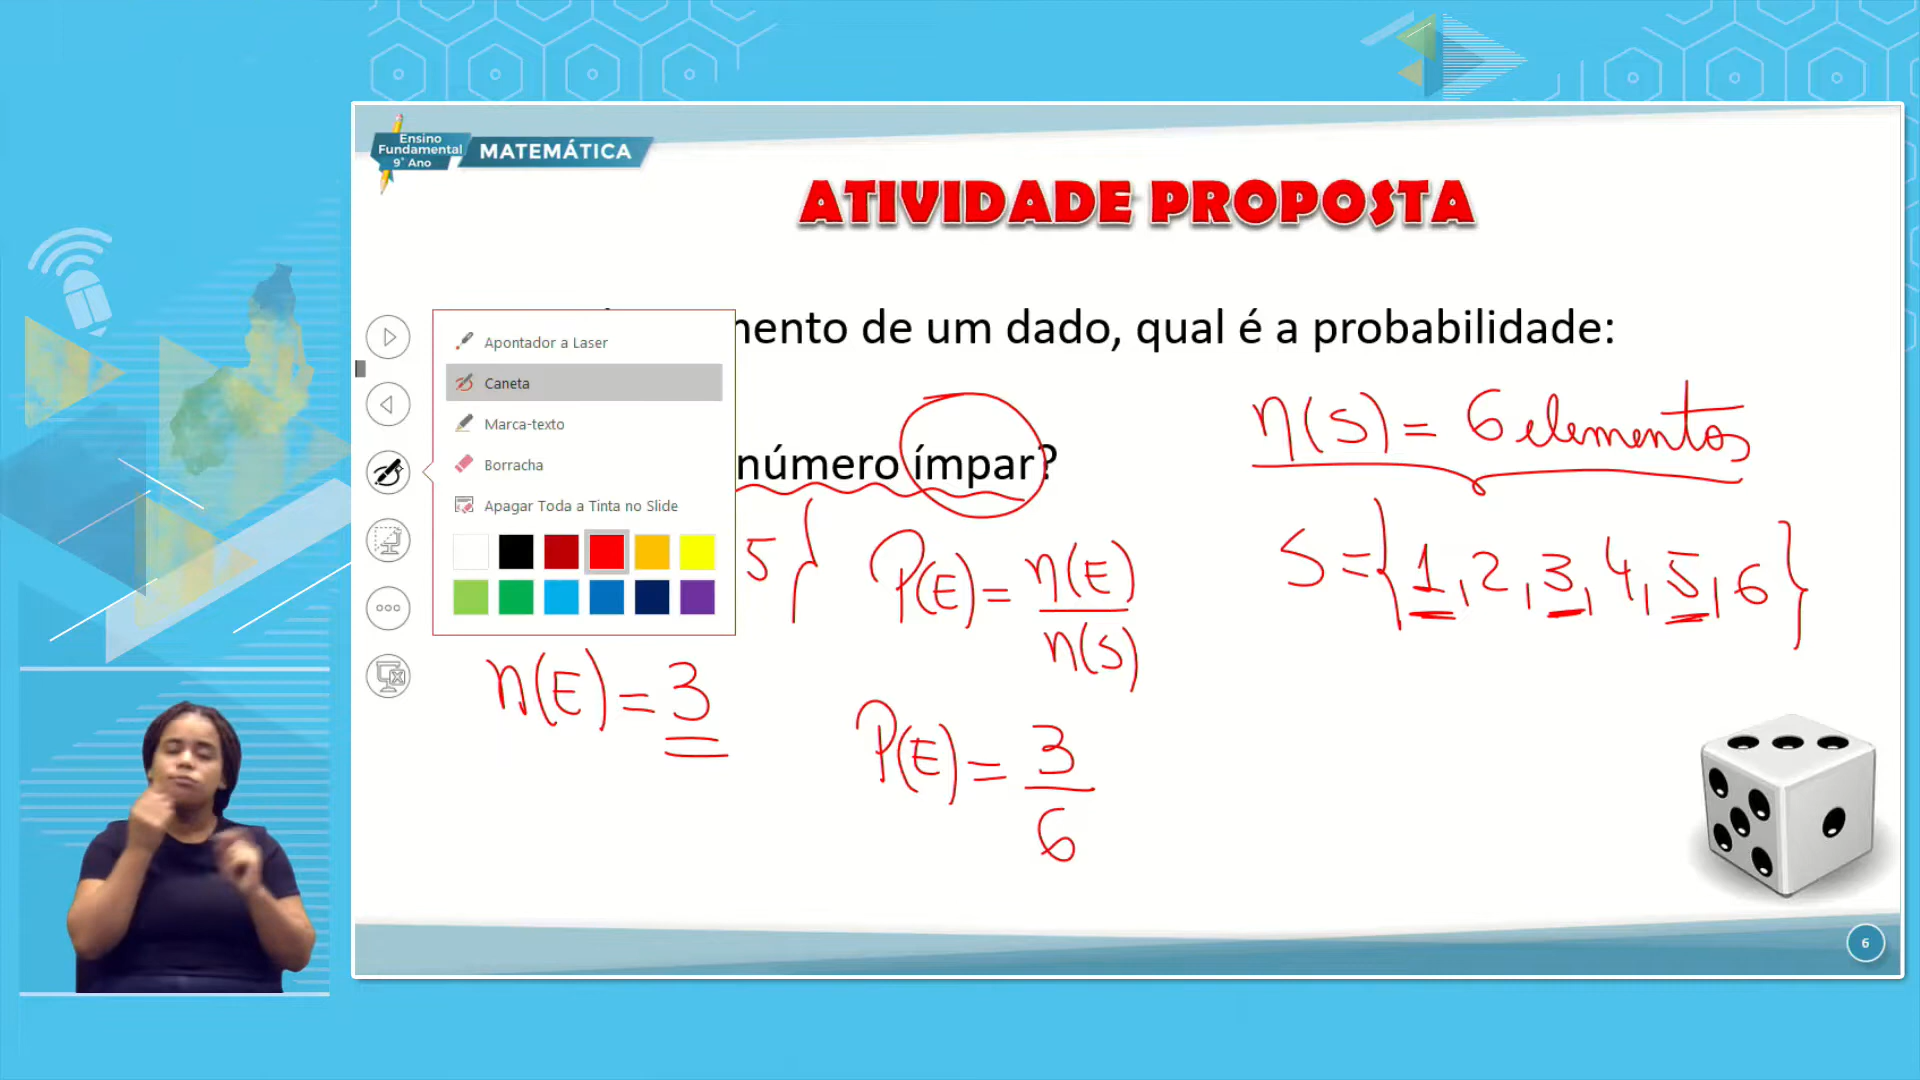 Ensino
Fundamental
9° Ano
MATEMÁTICA
ATIVIDADE PROPOSTA
mento de um dado, qual é a probabilidade:
Apontador a Laser
Caneta
Marca-texto
Borracha
Apagar Toda a Tinta no Slide
número ímpar?
n(S) = 6 elementos
S = {1, 2, 3, 4, 5, 6}
5}
P(E) = n(E)
n(S)
n(E) = 3
P(E) = 3
6
6